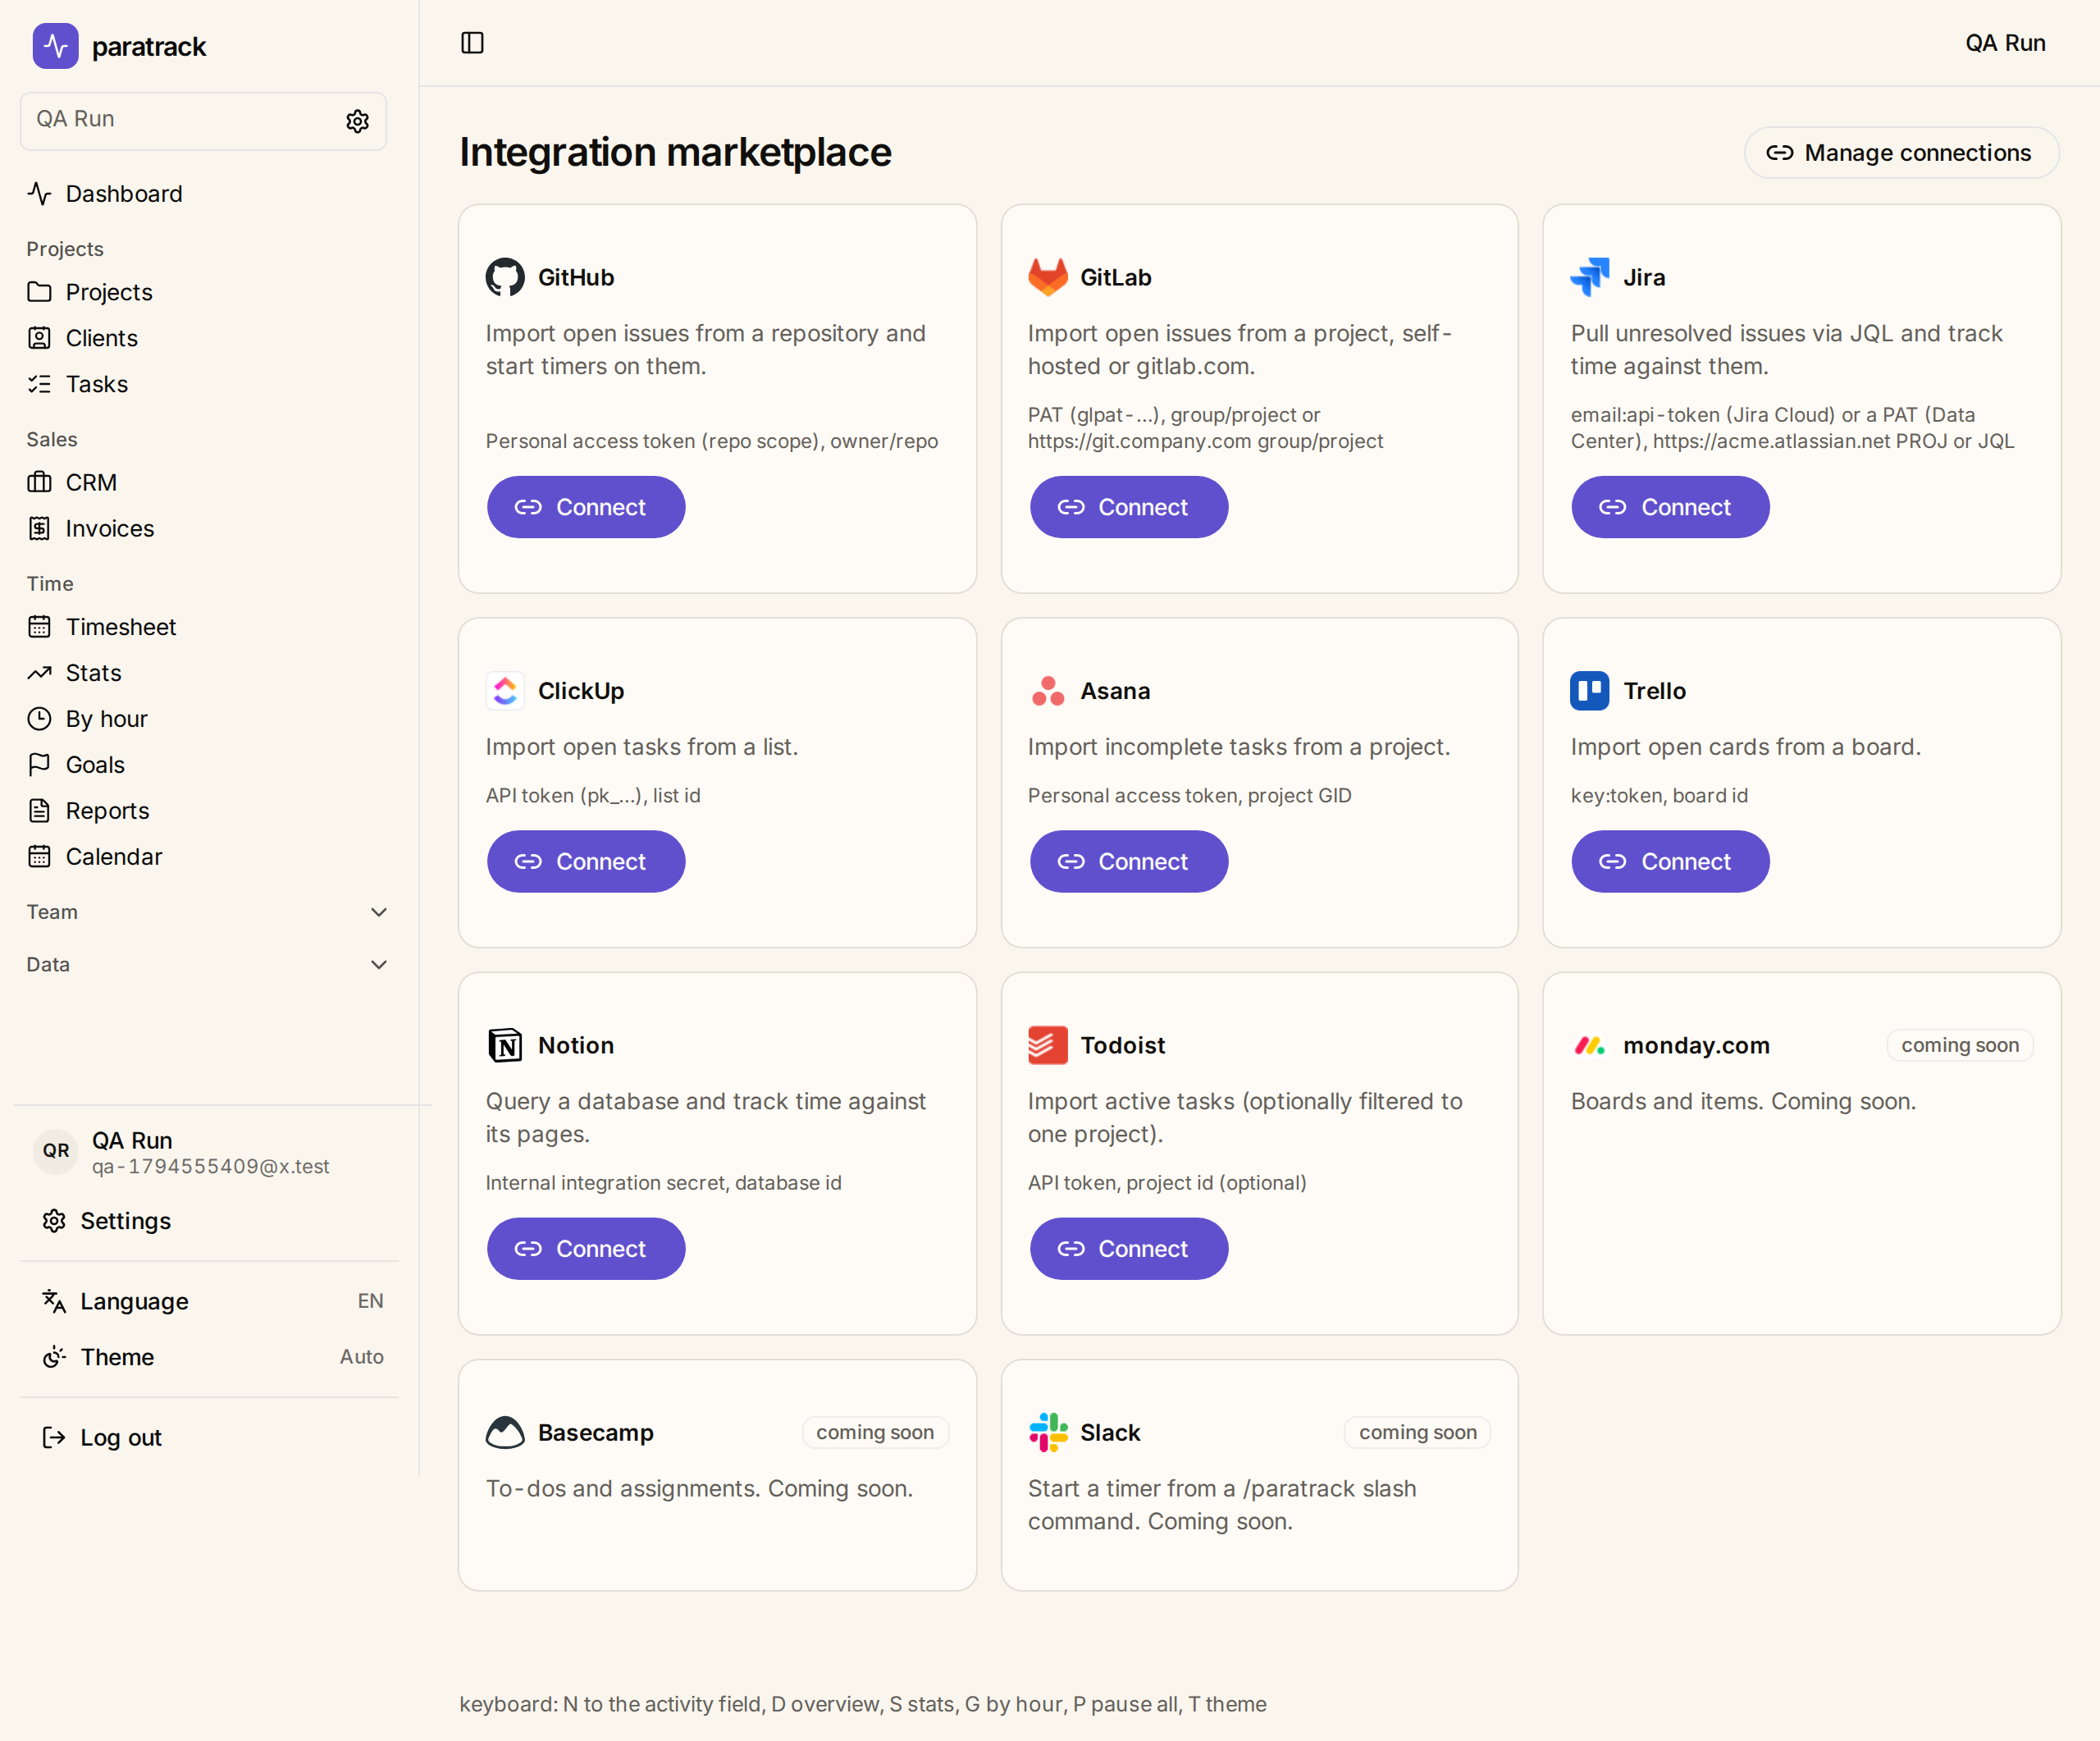 paratrack
QA Run
Dashboard
Projects
Projects
Clients
Tasks
Sales
CRM
Invoices
Time
Timesheet
Stats
By hour
Goals
Reports
Calendar
Team
Data
QR
QA Run
qa-1794555409@x.test
Settings
Language EN
Theme Auto
Log out
QA Run
Integration marketplace
Manage connections
GitHub
Import open issues from a repository and
start timers on them.
Personal access token (repo scope), owner/repo
Connect
GitLab
Import open issues from a project, self-
hosted or gitlab.com.
PAT (glpat-...), group/project or
https://git.company.com group/project
Connect
Jira
Pull unresolved issues via JQL and track
time against them.
email:api-token (Jira Cloud) or a PAT (Data
Center), https://acme.atlassian.net PROJ or JQL
Connect
ClickUp
Import open tasks from a list.
API token (pk_...), list id
Connect
Asana
Import incomplete tasks from a project.
Personal access token, project GID
Connect
Trello
Import open cards from a board.
key:token, board id
Connect
Notion
Query a database and track time against
its pages.
Internal integration secret, database id
Connect
Todoist
Import active tasks (optionally filtered to
one project).
API token, project id (optional)
Connect
monday.com coming soon
Boards and items. Coming soon.
Basecamp coming soon
To-dos and assignments. Coming soon.
Slack coming soon
Start a timer from a /paratrack slash
command. Coming soon.
keyboard: N to the activity field, D overview, S stats, G by hour, P pause all, T theme